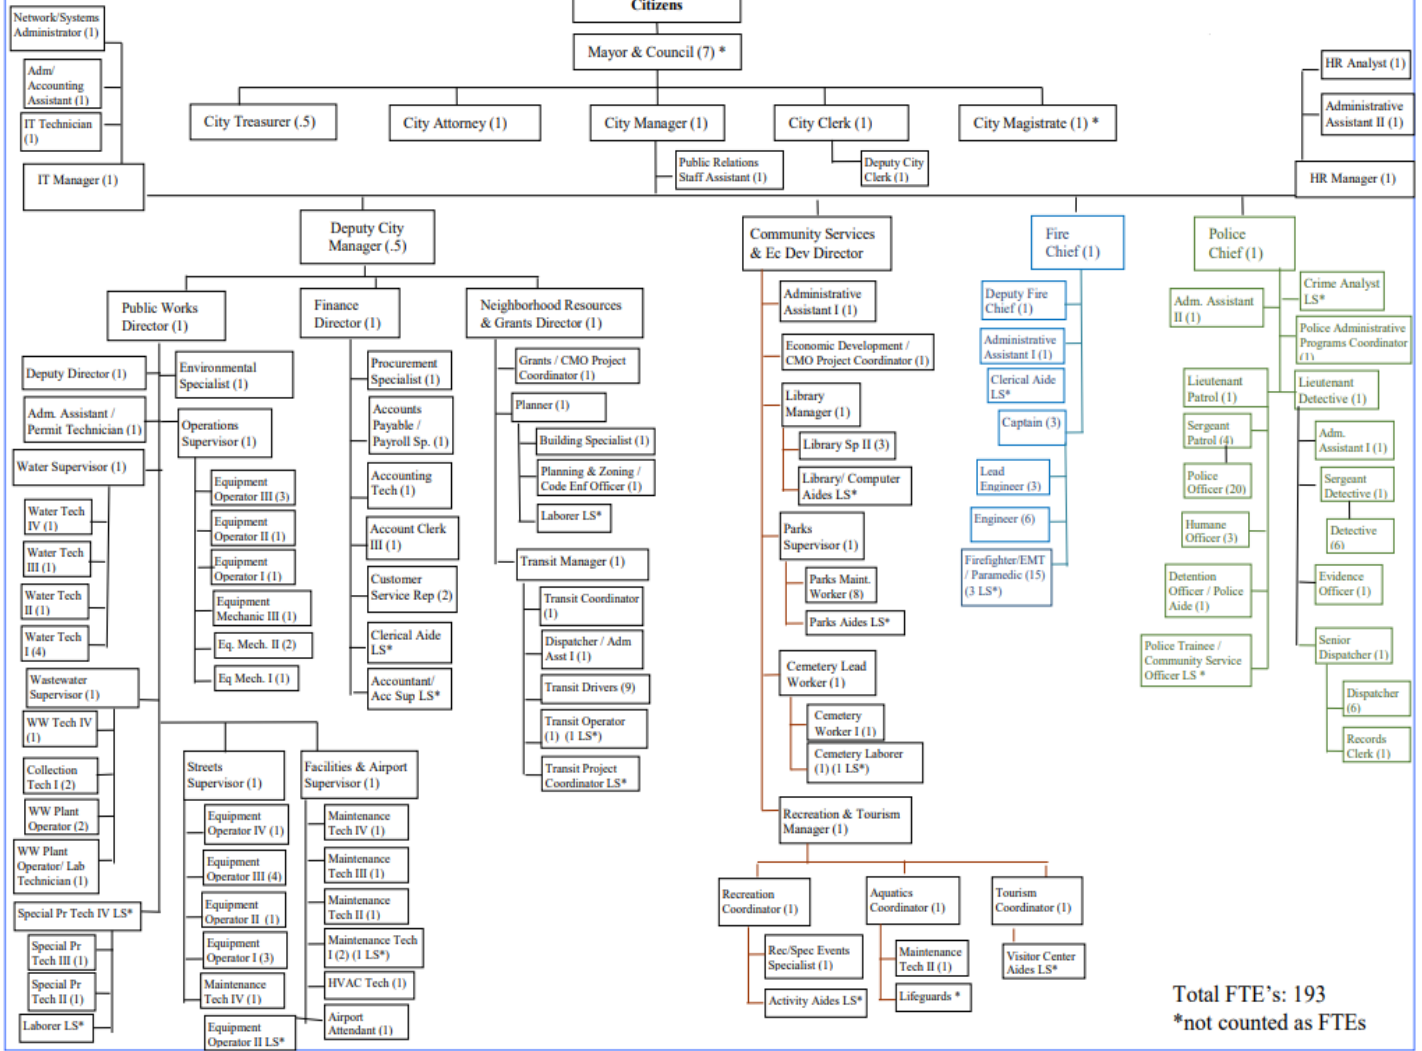 Citizens
Mayor & Council (7) *
City Treasurer (.5)
City Attorney (1)
City Manager (1)
City Clerk (1)
City Magistrate (1) *
Public Relations
Staff Assistant (1)
Deputy City
Clerk (1)
Network/Systems
Administrator (1)
Adm/
Accounting
Assistant (1)
IT Technician
(1)
IT Manager (1)
HR Analyst (1)
Administrative
Assistant II (1)
HR Manager (1)
Deputy City
Manager (.5)
Public Works
Director (1)
Deputy Director (1)
Environmental
Specialist (1)
Adm. Assistant /
Permit Technician (1)
Operations
Supervisor (1)
Equipment
Operator III (3)
Equipment
Operator II (1)
Equipment
Operator I (1)
Equipment
Mechanic III (1)
Eq. Mech. II (2)
Eq Mech. I (1)
Water Supervisor (1)
Water Tech
IV (1)
Water Tech
III (1)
Water Tech
II (1)
Water Tech
I (4)
Wastewater
Supervisor (1)
WW Tech IV
(1)
Collection
Tech I (2)
WW Plant
Operator (2)
WW Plant
Operator/ Lab
Technician (1)
Special Pr Tech IV LS*
Special Pr
Tech III (1)
Special Pr
Tech II (1)
Laborer LS*
Streets
Supervisor (1)
Equipment
Operator IV (1)
Equipment
Operator III (4)
Equipment
Operator II (1)
Equipment
Operator I (3)
Maintenance
Tech IV (1)
Equipment
Operator II LS*
Facilities & Airport
Supervisor (1)
Maintenance
Tech IV (1)
Maintenance
Tech III (1)
Maintenance
Tech II (1)
Maintenance Tech
I (2) (1 LS*)
HVAC Tech (1)
Airport
Attendant (1)
Finance
Director (1)
Procurement
Specialist (1)
Accounts
Payable /
Payroll Sp. (1)
Accounting
Tech (1)
Account Clerk
III (1)
Customer
Service Rep (2)
Clerical Aide
LS*
Accountant/
Acc Sup LS*
Neighborhood Resources
& Grants Director (1)
Grants / CMO Project
Coordinator (1)
Planner (1)
Building Specialist (1)
Planning & Zoning /
Code Enf Officer (1)
Laborer LS*
Transit Manager (1)
Transit Coordinator
(1)
Dispatcher / Adm
Asst I (1)
Transit Drivers (9)
Transit Operator
(1) (1 LS*)
Transit Project
Coordinator LS*
Community Services
& Ec Dev Director
Administrative
Assistant I (1)
Economic Development /
CMO Project Coordinator (1)
Library
Manager (1)
Library Sp II (3)
Library/ Computer
Aides LS*
Parks
Supervisor (1)
Parks Maint.
Worker (8)
Parks Aides LS*
Cemetery Lead
Worker (1)
Cemetery
Worker I (1)
Cemetery Laborer
(1) (1 LS*)
Recreation & Tourism
Manager (1)
Recreation
Coordinator (1)
Rec/Spec Events
Specialist (1)
Activity Aides LS*
Aquatics
Coordinator (1)
Maintenance
Tech II (1)
Lifeguards *
Tourism
Coordinator (1)
Visitor Center
Aides LS*
Fire
Chief (1)
Deputy Fire
Chief (1)
Administrative
Assistant I (1)
Clerical Aide
LS*
Captain (3)
Lead
Engineer (3)
Engineer (6)
Firefighter/EMT
/ Paramedic (15)
(3 LS*)
Police
Chief (1)
Adm. Assistant
II (1)
Crime Analyst
LS*
Police Administrative
Programs Coordinator
(1)
Lieutenant
Patrol (1)
Sergeant
Patrol (4)
Police
Officer (20)
Humane
Officer (3)
Detention
Officer / Police
Aide (1)
Police Trainee /
Community Service
Officer LS *
Lieutenant
Detective (1)
Adm.
Assistant I (1)
Sergeant
Detective (1)
Detective
(6)
Evidence
Officer (1)
Senior
Dispatcher (1)
Dispatcher
(6)
Records
Clerk (1)
Total FTE's: 193
*not counted as FTEs